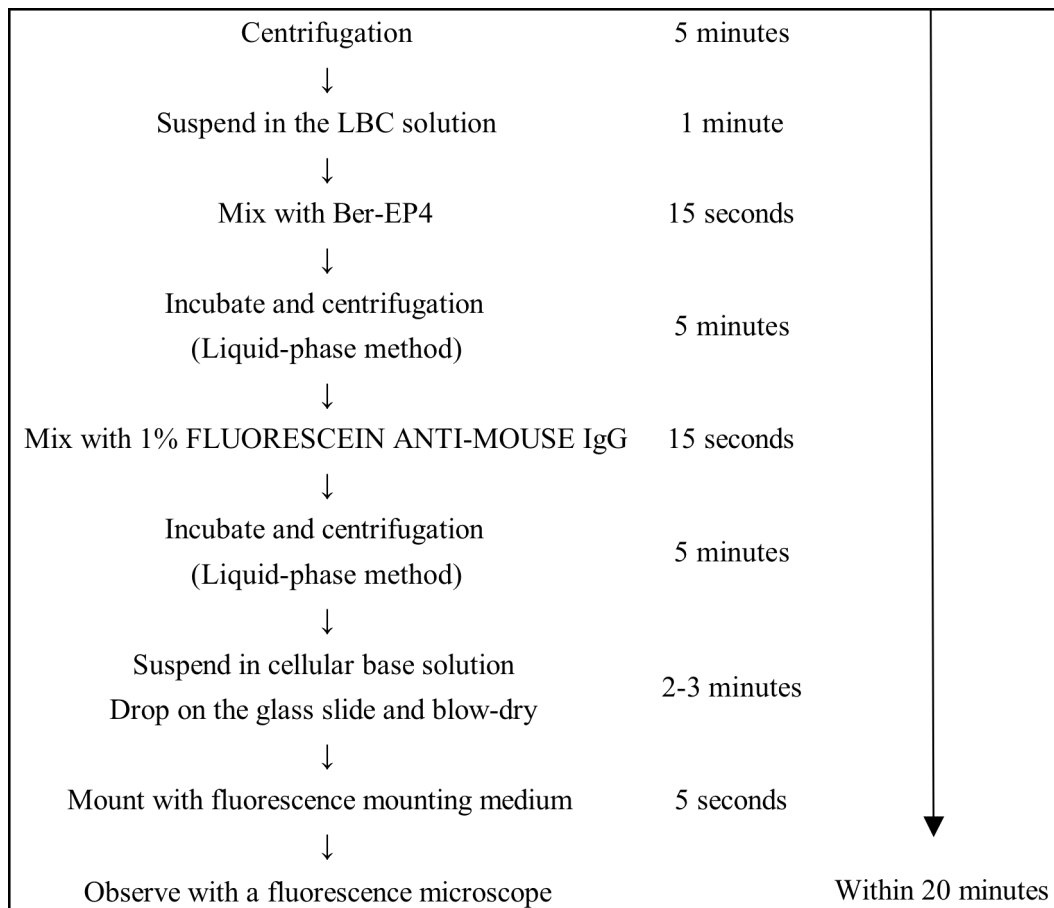 Centrifugation 5 minutes
↓
Suspend in the LBC solution 1 minute
↓
Mix with Ber-EP4 15 seconds
↓
Incubate and centrifugation
(Liquid-phase method) 5 minutes
↓
Mix with 1% FLUORESCEIN ANTI-MOUSE IgG 15 seconds
↓
Incubate and centrifugation
(Liquid-phase method) 5 minutes
↓
Suspend in cellular base solution
Drop on the glass slide and blow-dry 2-3 minutes
↓
Mount with fluorescence mounting medium 5 seconds
↓
Observe with a fluorescence microscope Within 20 minutes